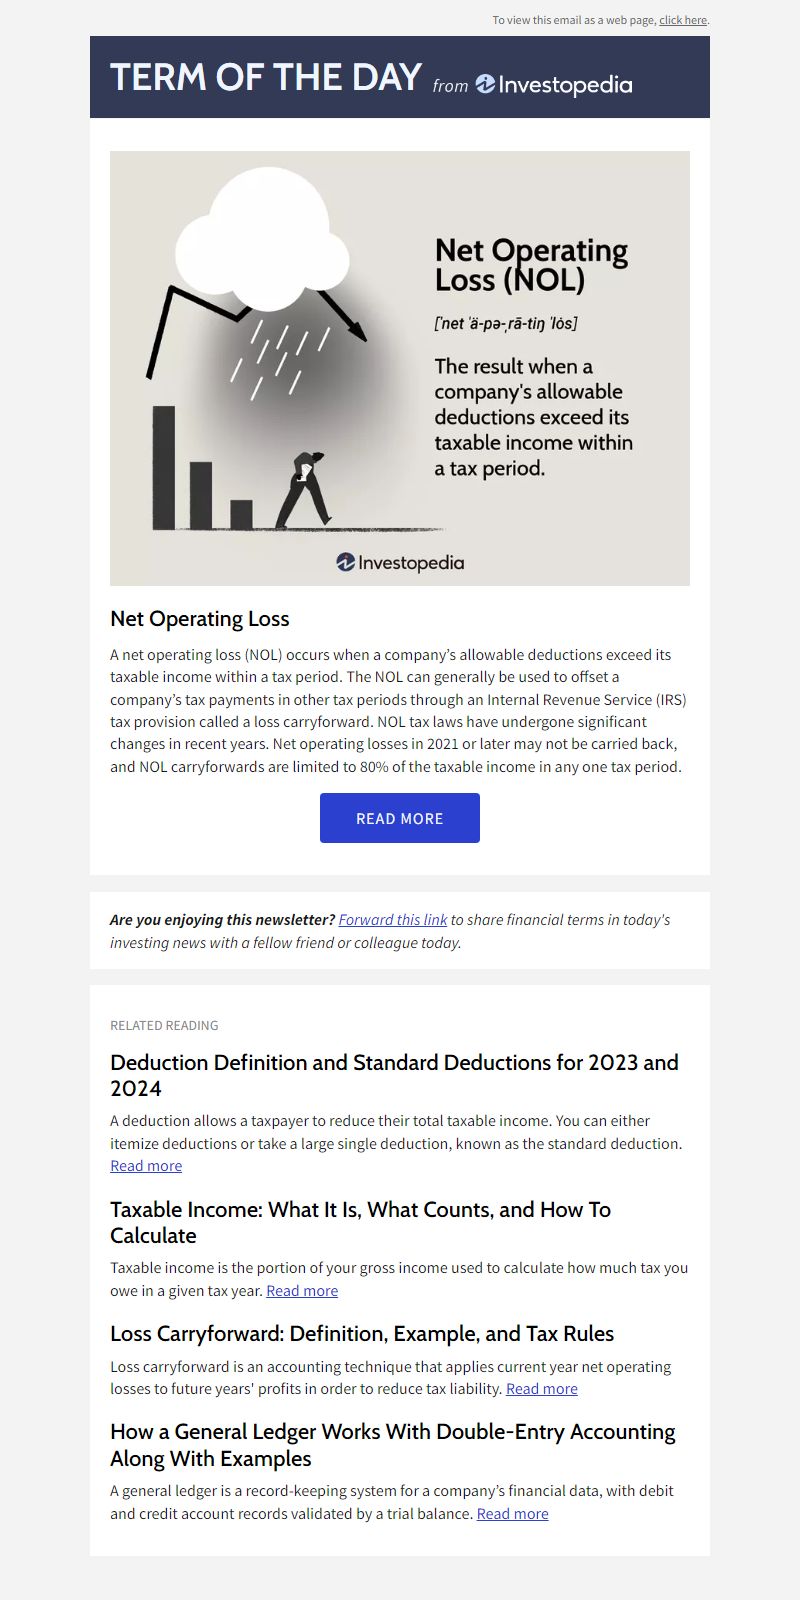 To view this email as a web page, click here.
TERM OF THE DAY from Investopedia
Net Operating
Loss (NOL)
['net 'ä-pə-ˌrā-tiŋ 'lȯs]
The result when a
company's allowable
deductions exceed its
taxable income within
a tax period.
Investopedia
Net Operating Loss
A net operating loss (NOL) occurs when a company’s allowable deductions exceed its
taxable income within a tax period. The NOL can generally be used to offset a
company’s tax payments in other tax periods through an Internal Revenue Service (IRS)
tax provision called a loss carryforward. NOL tax laws have undergone significant
changes in recent years. Net operating losses in 2021 or later may not be carried back,
and NOL carryforwards are limited to 80% of the taxable income in any one tax period.
READ MORE
Are you enjoying this newsletter? Forward this link to share financial terms in today's
investing news with a fellow friend or colleague today.
RELATED READING
Deduction Definition and Standard Deductions for 2023 and
2024
A deduction allows a taxpayer to reduce their total taxable income. You can either
itemize deductions or take a large single deduction, known as the standard deduction.
Read more
Taxable Income: What It Is, What Counts, and How To
Calculate
Taxable income is the portion of your gross income used to calculate how much tax you
owe in a given tax year. Read more
Loss Carryforward: Definition, Example, and Tax Rules
Loss carryforward is an accounting technique that applies current year net operating
losses to future years' profits in order to reduce tax liability. Read more
How a General Ledger Works With Double-Entry Accounting
Along With Examples
A general ledger is a record-keeping system for a company’s financial data, with debit
and credit account records validated by a trial balance. Read more